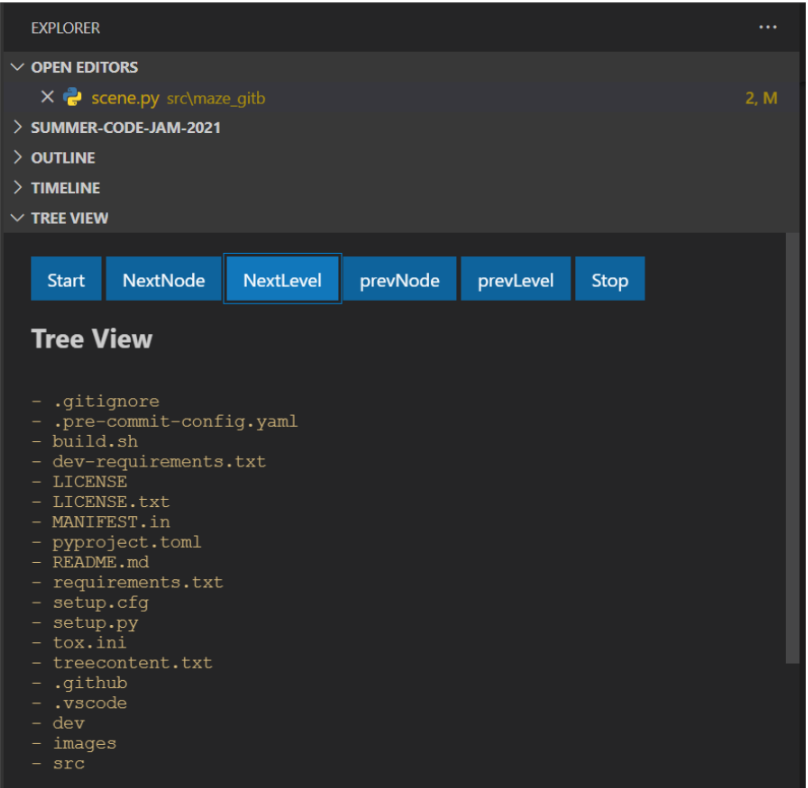 EXPLORER ...
OPEN EDITORS
scene.py src\maze_gitb 2, M
SUMMER-CODE-JAM-2021
OUTLINE
TIMELINE
TREE VIEW
Start NextNode NextLevel prevNode prevLevel Stop
Tree View
- .gitignore
- .pre-commit-config.yaml
- build.sh
- dev-requirements.txt
- LICENSE
- LICENSE.txt
- MANIFEST.in
- pyproject.toml
- README.md
- requirements.txt
- setup.cfg
- setup.py
- tox.ini
- treecontent.txt
- .github
- .vscode
- dev
- images
- src